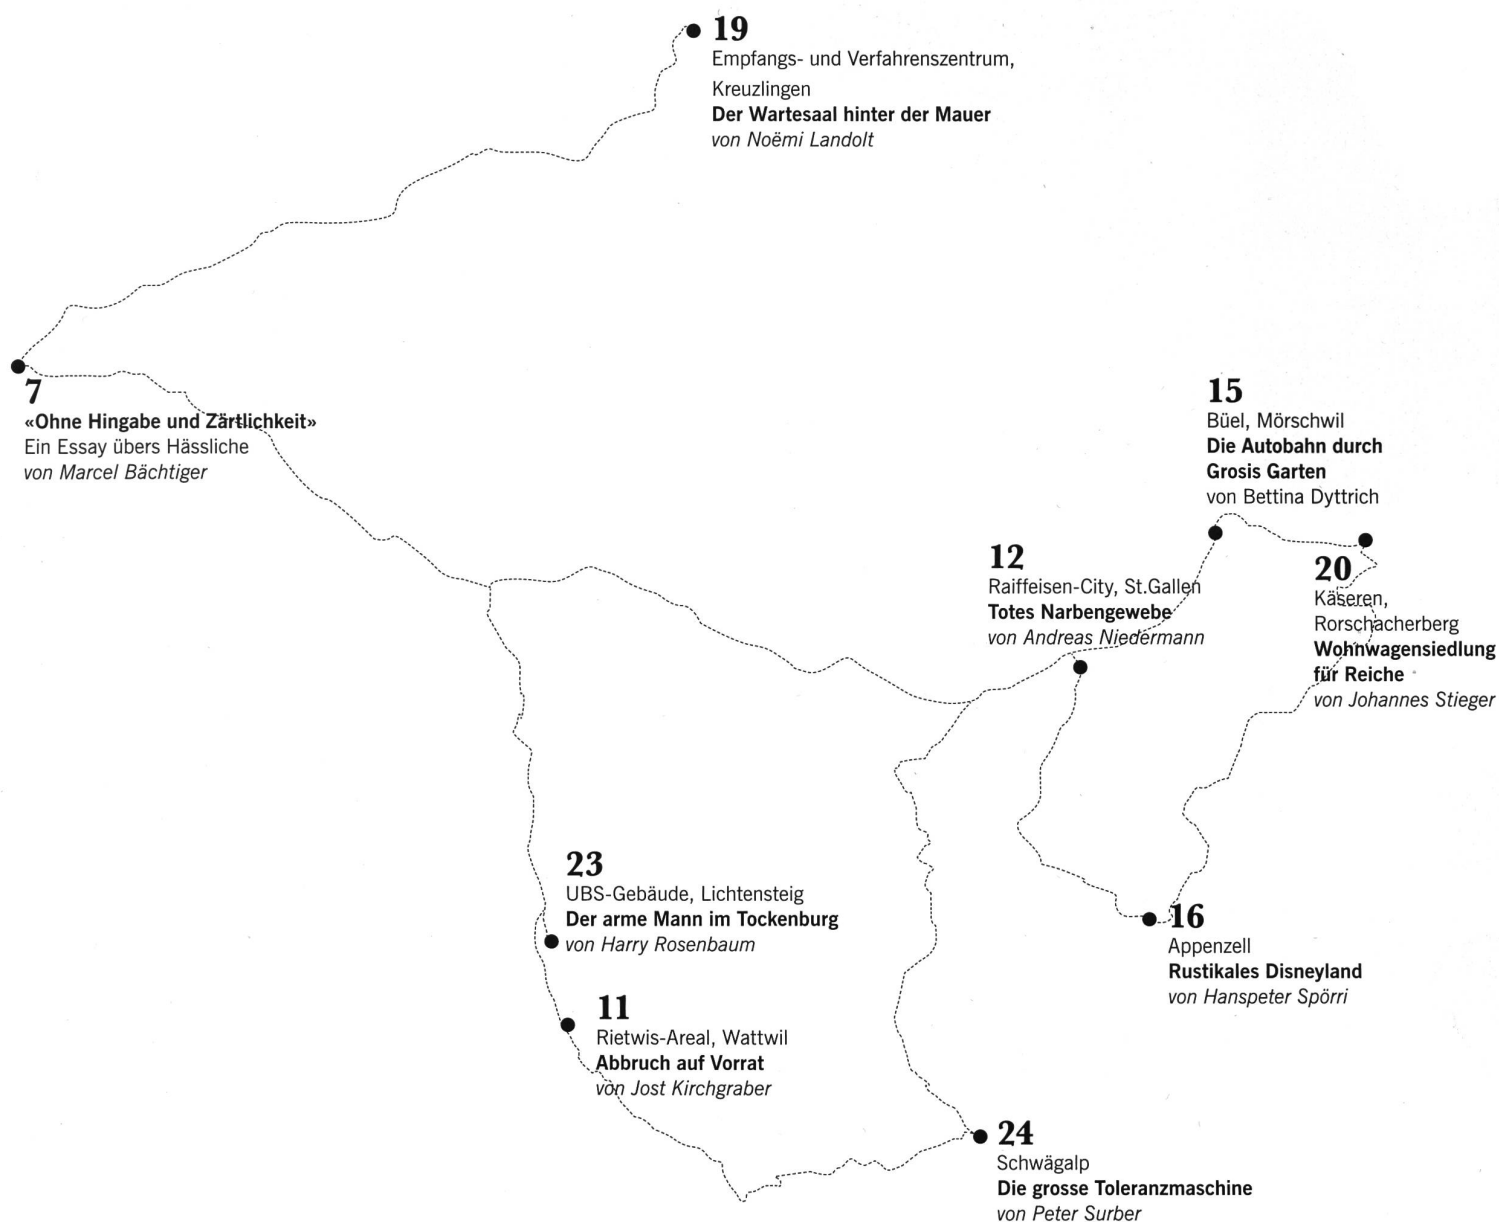 19
Empfangs- und Verfahrenszentrum,
Kreuzlingen
Der Wartesaal hinter der Mauer
von Noëmi Landolt
7
«Ohne Hingabe und Zärtlichkeit»
Ein Essay übers Hässliche
von Marcel Bächtiger
15
Büel, Mörschwil
Die Autobahn durch
Grosis Garten
von Bettina Dyttrich
12
Raiffeisen-City, St.Gallen
Totes Narbengewebe
von Andreas Niedermann
20
Käseren,
Rorschacherberg
Wohnwagensiedlung
für Reiche
von Johannes Stieger
23
UBS-Gebäude, Lichtensteig
Der arme Mann im Tockenburg
von Harry Rosenbaum
16
Appenzell
Rustikales Disneyland
von Hanspeter Spörri
11
Rietwis-Areal, Wattwil
Abbruch auf Vorrat
von Jost Kirchgraber
24
Schwägalp
Die grosse Toleranzmaschine
von Peter Surber